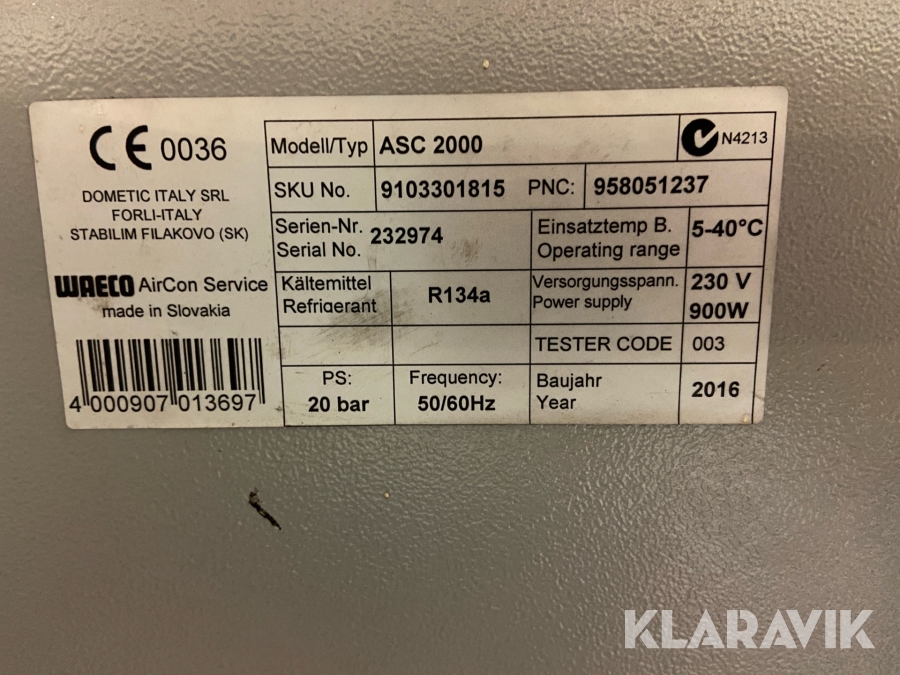 CE 0036
DOMETIC ITALY SRL
FORLI-ITALY
STABILIM FILAKOVO (SK)
WAECO AirCon Service
made in Slovakia
4 000907 013697
Modell/Typ ASC 2000 N4213
SKU No. 9103301815 PNC: 958051237
Serien-Nr.
Serial No. 232974
Einsatztemp B.
Operating range 5-40°C
Kältemittel
Refrigerant R134a
Versorgungsspann. 230 V
Power supply 900W
TESTER CODE 003
PS: 20 bar
Frequency: 50/60Hz
Baujahr
Year 2016
KLARAVIK